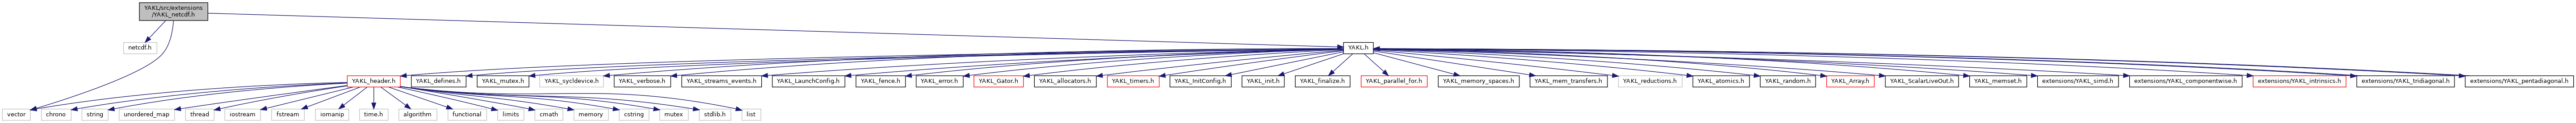 YAKL/src/extensions
/YAKL_netcdf.h
netcdf.h
YAKL.h
YAKL_header.h
YAKL_defines.h
YAKL_mutex.h
YAKL_sycldevice.h
YAKL_verbose.h
YAKL_streams_events.h
YAKL_LaunchConfig.h
YAKL_fence.h
YAKL_error.h
YAKL_Gator.h
YAKL_allocators.h
YAKL_timers.h
YAKL_InitConfig.h
YAKL_init.h
YAKL_finalize.h
YAKL_parallel_for.h
YAKL_memory_spaces.h
YAKL_mem_transfers.h
YAKL_reductions.h
YAKL_atomics.h
YAKL_random.h
YAKL_Array.h
YAKL_ScalarLiveOut.h
YAKL_memset.h
extensions/YAKL_simd.h
extensions/YAKL_componentwise.h
extensions/YAKL_intrinsics.h
extensions/YAKL_tridiagonal.h
extensions/YAKL_pentadiagonal.h
vector
chrono
string
unordered_map
thread
iostream
fstream
iomanip
time.h
algorithm
functional
limits
cmath
memory
cstring
mutex
stdlib.h
list